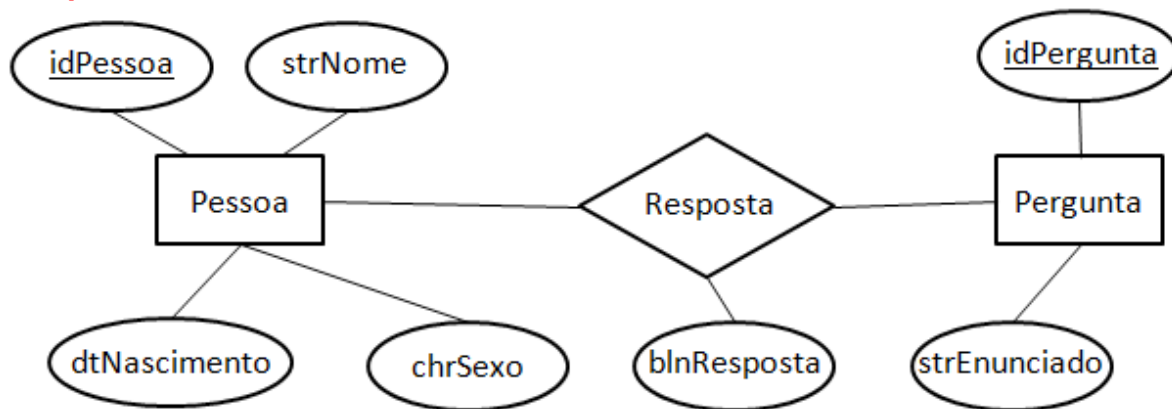 idPessoa
strNome
idPergunta
Pessoa
Resposta
Pergunta
dtNascimento
chrSexo
blnResposta
strEnunciado